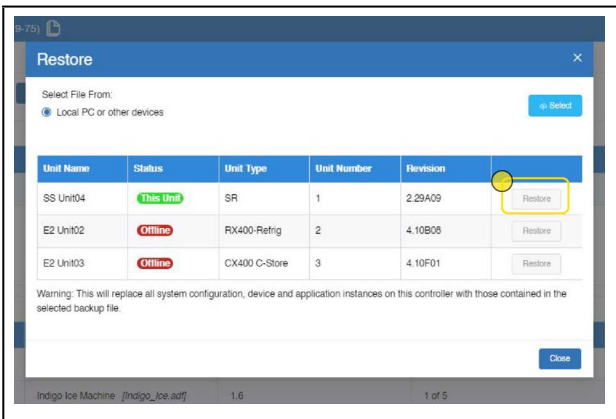 9-75)
Restore
×
Select File From:
Local PC or other devices
Select
Unit Name Status Unit Type Unit Number Revision
SS Unit04 This Unit SR 1 2.29A09 Restore
E2 Unit02 Offline RX400-Refrig 2 4.10B08 Restore
E2 Unit03 Offline CX400 C-Store 3 4.10F01 Restore
Warning: This will replace all system configuration, device and application instances on this controller with those contained in the
selected backup file.
Close
Indigo Ice Machine [Indigo_Ice.adf] 1.6 1 of 5